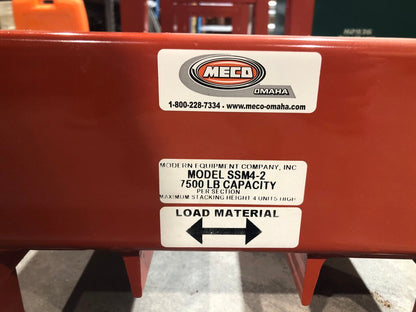 MECO
OMAHA
1-800-228-7334 - www.meco-omaha.com
MODERN EQUIPMENT COMPANY, INC
MODEL SSM4-2
7500 LB CAPACITY
PER SECTION
MAXIMUM STACKING HEIGHT 4 UNITS HIGH
LOAD MATERIAL